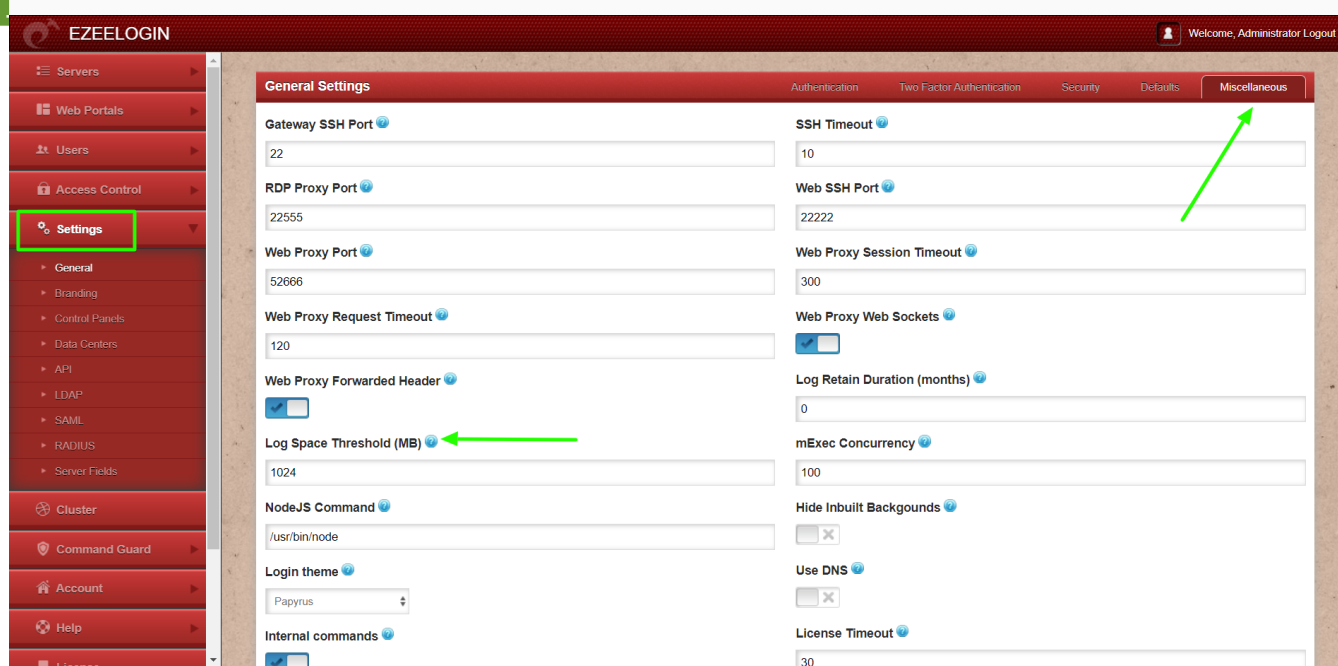 EZEELOGIN
Welcome, Administrator Logout
Servers
Web Portals
Users
Access Control
Settings
General
Branding
Control Panels
Data Centers
API
LDAP
SAML
RADIUS
Server Fields
Cluster
Command Guard
Account
Help
License
General Settings
Authentication
Two Factor Authentication
Security
Defaults
Miscellaneous
Gateway SSH Port
22
SSH Timeout
10
RDP Proxy Port
22555
Web SSH Port
22222
Web Proxy Port
52666
Web Proxy Session Timeout
300
Web Proxy Request Timeout
120
Web Proxy Web Sockets
Web Proxy Forwarded Header
Log Retain Duration (months)
0
Log Space Threshold (MB)
1024
mExec Concurrency
100
NodeJS Command
/usr/bin/node
Hide Inbuilt Backgounds
Login theme
Papyrus
Use DNS
Internal commands
License Timeout
30